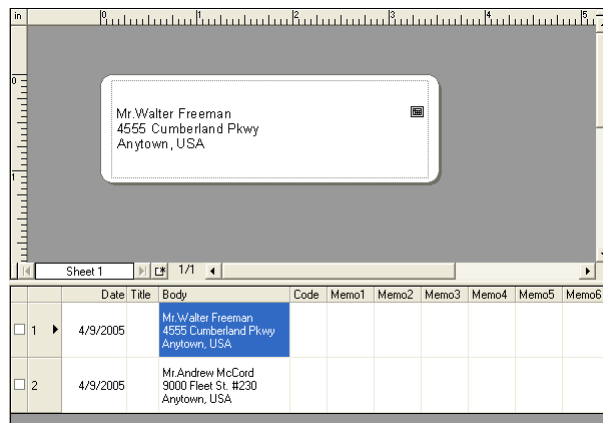 in 0 1 2 3 4 5
0
Mr.Walter Freeman
4555 Cumberland Pkwy
Anytown, USA
1
Sheet 1 1/1
Date Title Body Code Memo1 Memo2 Memo3 Memo4 Memo5 Memo6
1 4/9/2005 Mr.Walter Freeman
4555 Cumberland Pkwy
Anytown, USA
2 4/9/2005 Mr.Andrew McCord
9000 Fleet St. #230
Anytown, USA